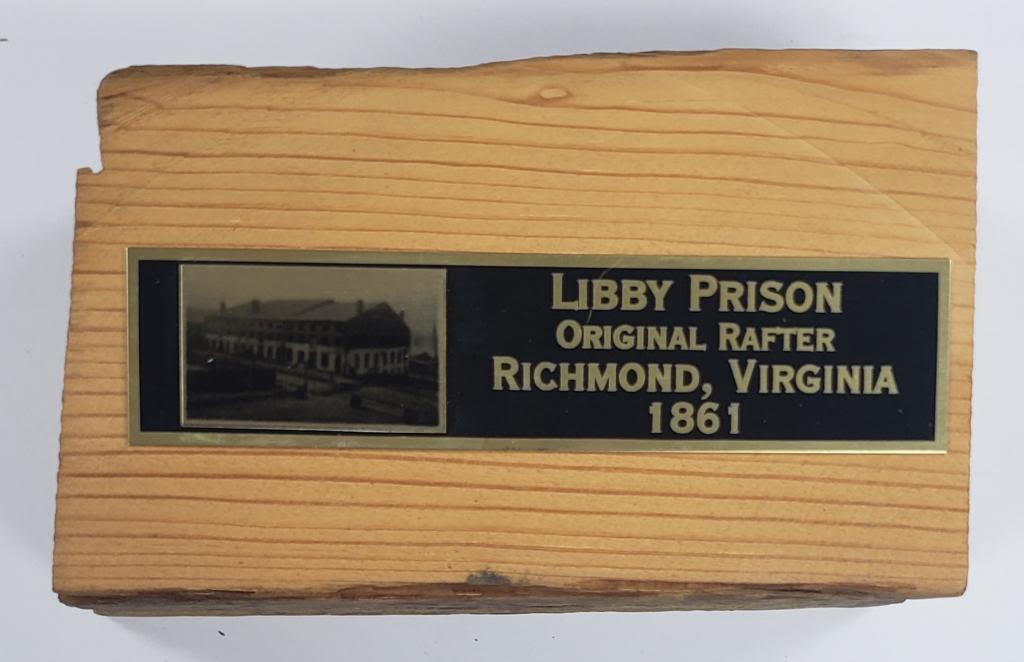 LIBBY PRISON
ORIGINAL RAFTER
RICHMOND, VIRGINIA
1861